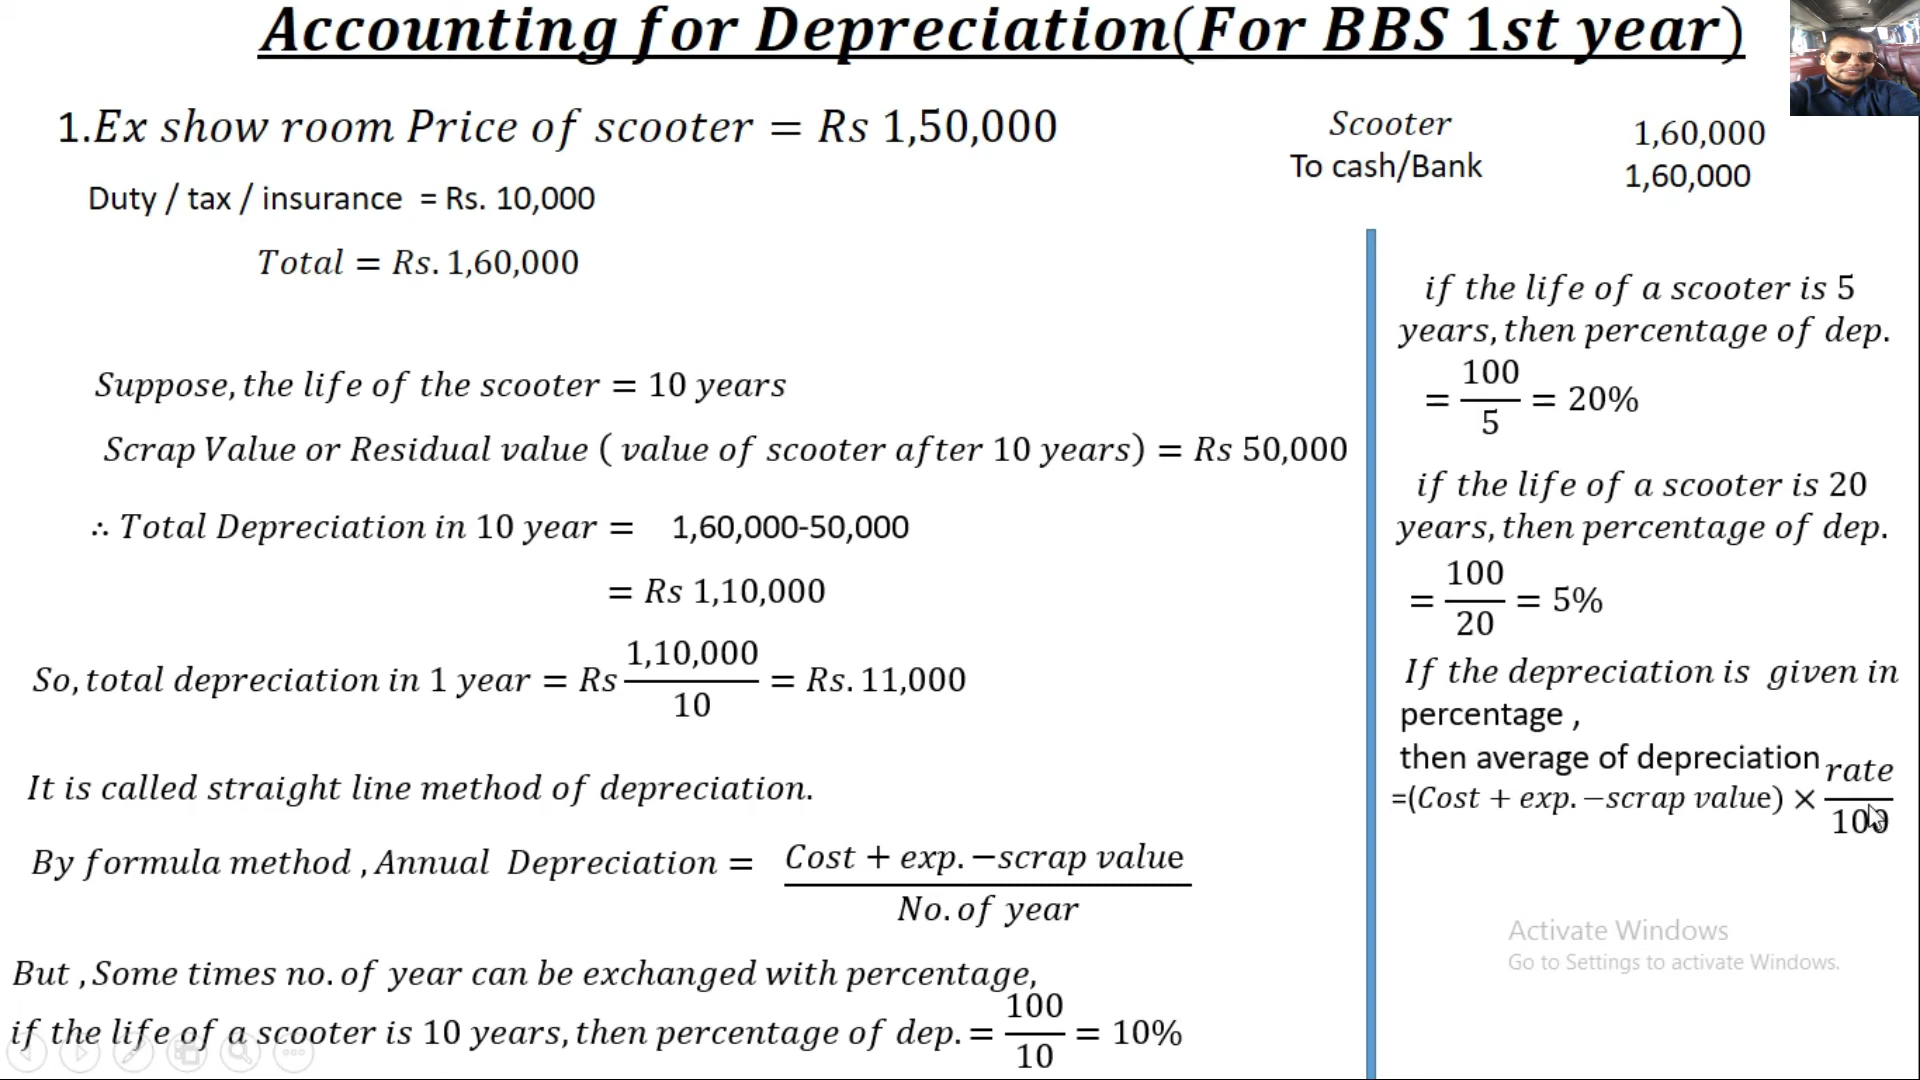 Accounting for Depreciation(For BBS 1st year)
1.Ex show room Price of scooter = Rs 1,50,000
Duty / tax / insurance = Rs. 10,000
Total = Rs. 1,60,000
Scooter 1,60,000
To cash/Bank 1,60,000
Suppose, the life of the scooter = 10 years
Scrap Value or Residual value ( value of scooter after 10 years) = Rs 50,000
∴ Total Depreciation in 10 year = 1,60,000-50,000
= Rs 1,10,000
So, total depreciation in 1 year = Rs 1,10,000/10 = Rs. 11,000
It is called straight line method of depreciation.
By formula method , Annual Depreciation = Cost + exp. −scrap value / No. of year
But , Some times no. of year can be exchanged with percentage,
if the life of a scooter is 10 years, then percentage of dep. = 100/10 = 10%
if the life of a scooter is 5
years, then percentage of dep.
= 100/5 = 20%
if the life of a scooter is 20
years, then percentage of dep.
= 100/20 = 5%
If the depreciation is given in
percentage ,
then average of depreciation
=(Cost + exp. −scrap value) × rate/100
Activate Windows
Go to Settings to activate Windows.